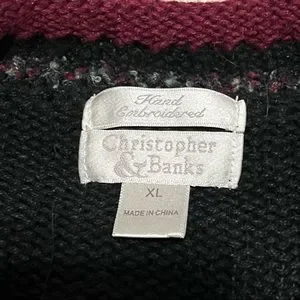 Hand
Embroidered
Christopher
& Banks
XL
MADE IN CHINA